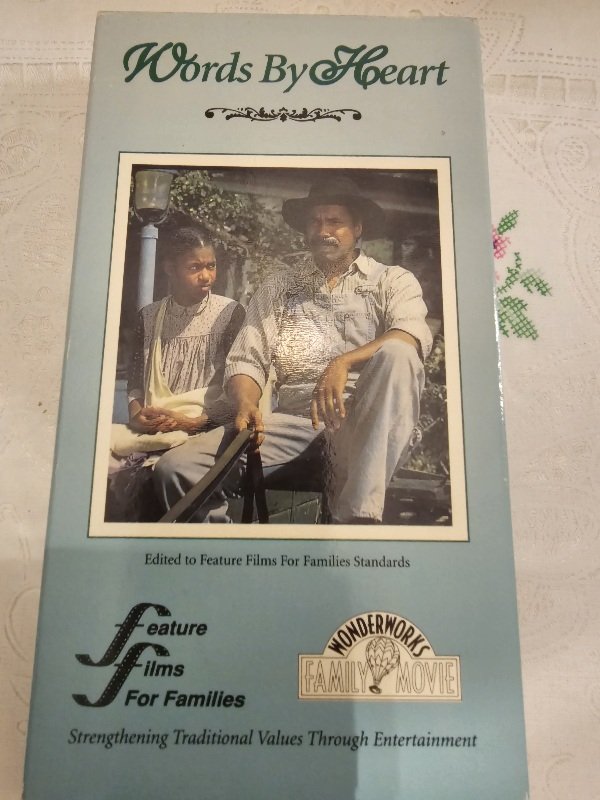 Words By Heart
Edited to Feature Films For Families Standards
Feature
Films
For Families
WONDERWORKS
FAMILY MOVIE
Strengthening Traditional Values Through Entertainment